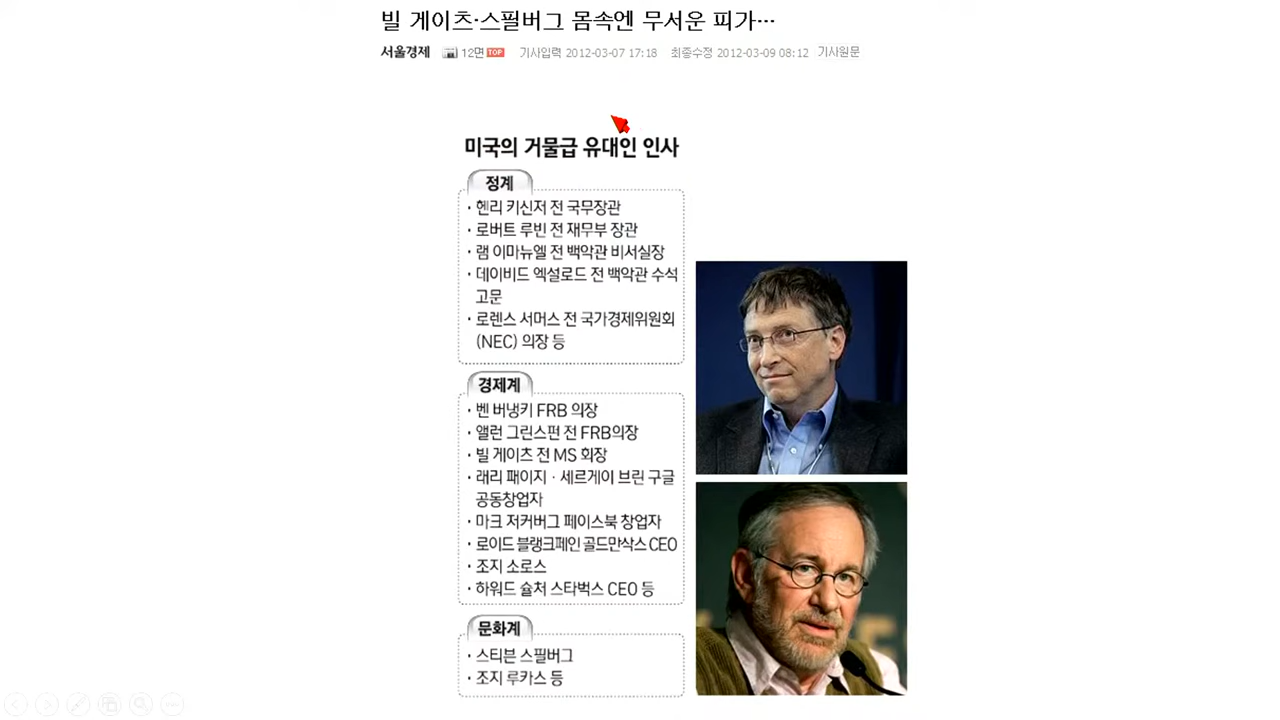 빌 게이츠·스필버그 몸속엔 무서운 피가…
서울경제 12면 TOP 기사입력 2012-03-07 17:18 최종수정 2012-03-09 08:12 기사원문
미국의 거물급 유대인 인사
정계
· 헨리 키신저 전 국무장관
· 로버트 루빈 전 재무부 장관
· 램 이마뉴엘 전 백악관 비서실장
· 데이비드 엑설로드 전 백악관 수석
고문
· 로렌스 서머스 전 국가경제위원회
(NEC) 의장 등
경제계
· 벤 버냉키 FRB 의장
· 앨런 그린스펀 전 FRB의장
· 빌 게이츠 전 MS 회장
· 래리 패이지 · 세르게이 브린 구글
공동창업자
· 마크 저커버그 페이스북 창업자
· 로이드 블랭크페인 골드만삭스 CEO
· 조지 소로스
· 하워드 슐처 스타벅스 CEO 등
문화계
· 스티븐 스필버그
· 조지 루카스 등